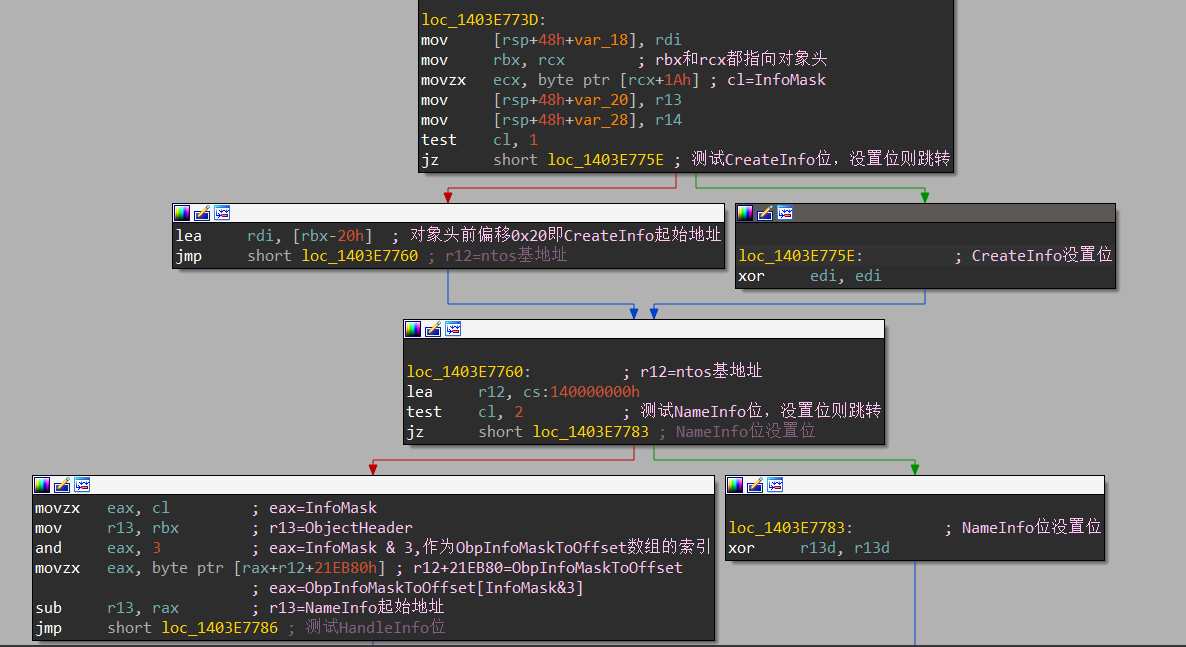 loc_1403E773D:
mov [rsp+48h+var_18], rdi
mov rbx, rcx ; rbx和rcx都指向对象头
movzx ecx, byte ptr [rcx+1Ah] ; cl=InfoMask
mov [rsp+48h+var_20], r13
mov [rsp+48h+var_28], r14
test cl, 1
jz short loc_1403E775E ; 测试CreateInfo位，没置位则跳转
lea rdi, [rbx-20h] ; 对象头前偏移0x20即CreateInfo起始地址
jmp short loc_1403E7760 ; r12=ntos基地址
loc_1403E775E: ; CreateInfo没置位
xor edi, edi
loc_1403E7760: ; r12=ntos基地址
lea r12, cs:140000000h
test cl, 2 ; 测试NameInfo位，没置位则跳转
jz short loc_1403E7783 ; NameInfo位没置位
movzx eax, cl ; eax=InfoMask
mov r13, rbx ; r13=ObjectHeader
and eax, 3 ; eax=InfoMask & 3,作为ObpInfoMaskToOffset数组的索引
movzx eax, byte ptr [rax+r12+21EB80h] ; r12+21EB80=ObpInfoMaskToOffset
; eax=ObpInfoMaskToOffset[InfoMask&3]
sub r13, rax ; r13=NameInfo起始地址
jmp short loc_1403E7786 ; 测试HandleInfo位
loc_1403E7783: ; NameInfo位没置位
xor r13d, r13d